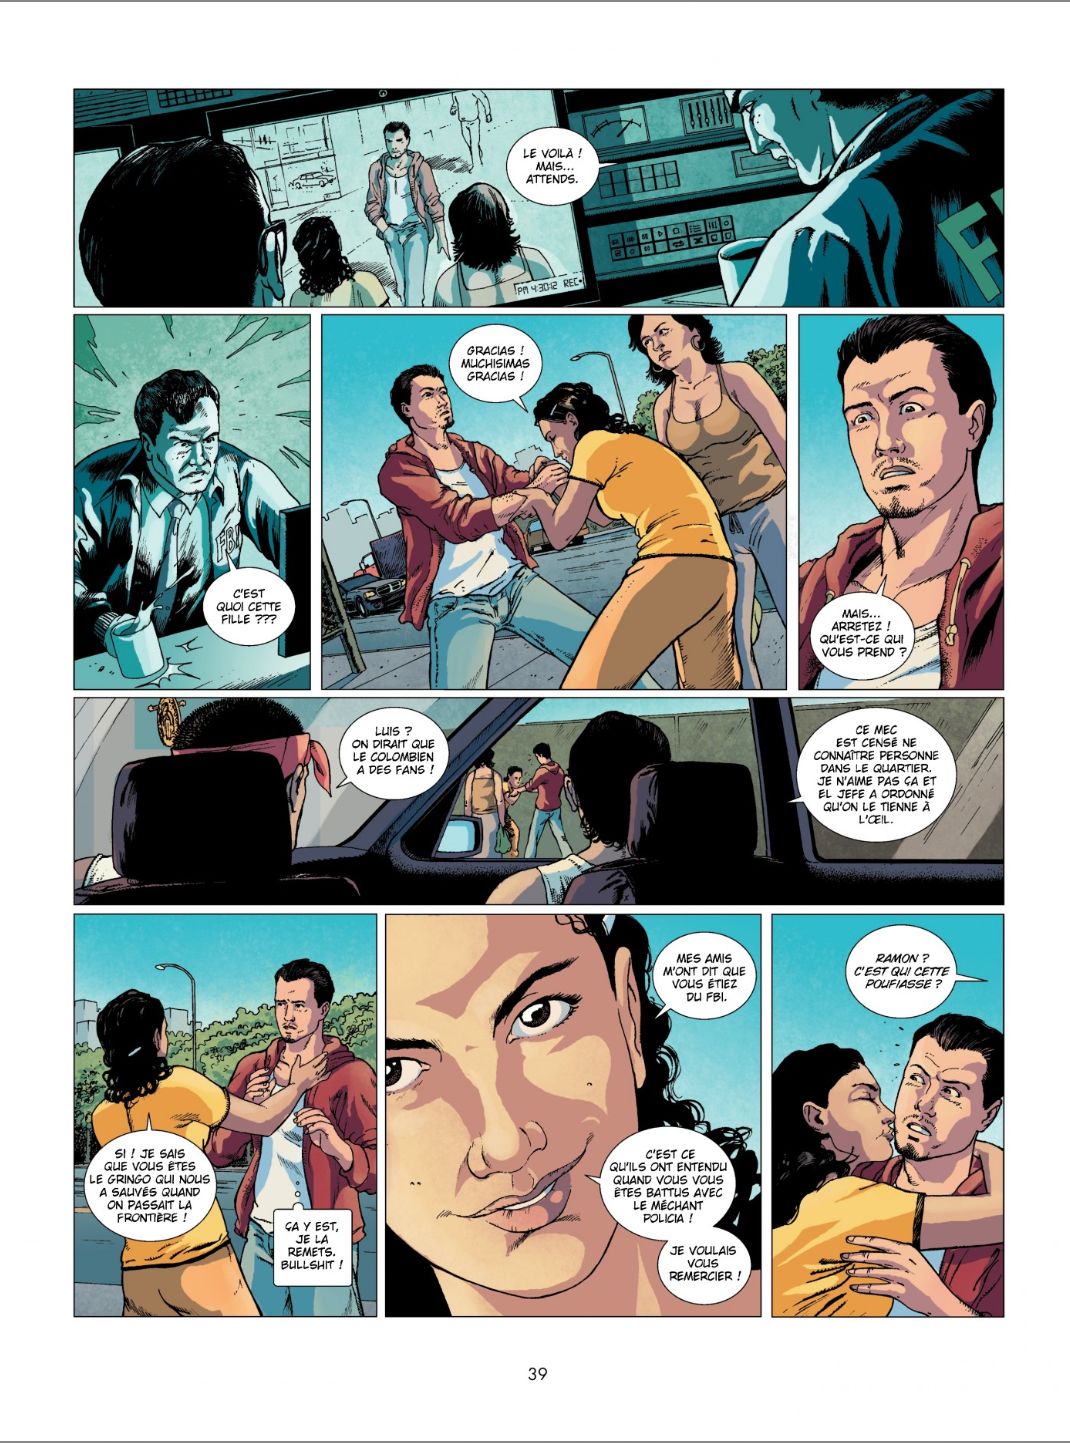 LE VOILÀ !
MAIS...
ATTENDS.
PM 4:30:12 REC
F
C'EST
QUOI CETTE
FILLE ???
FBI
GRACIAS !
MUCHISIMAS
GRACIAS !
MAIS...
ARRETEZ !
QU'EST-CE QUI
VOUS PREND ?
LUIS ?
ON DIRAIT QUE
LE COLOMBIEN
A DES FANS !
CE MEC
EST CENSÉ NE
CONNAÎTRE PERSONNE
DANS LE QUARTIER.
JE N'AIME PAS ÇA ET
EL JEFE A ORDONNÉ
QU'ON LE TIENNE À
L'ŒIL.
SI ! JE SAIS
QUE VOUS ÊTES
LE GRINGO QUI NOUS
A SAUVÉS QUAND
ON PASSAIT LA
FRONTIÈRE !
ÇA Y EST,
JE LA
REMETS.
BULLSHIT !
MES AMIS
M'ONT DIT QUE
VOUS ÉTIEZ
DU FBI.
C'EST CE
QU'ILS ONT ENTENDU
QUAND VOUS VOUS
ÊTES BATTUS AVEC
LE MÉCHANT
POLICIA !
JE VOULAIS
VOUS
REMERCIER !
RAMON ?
C'EST QUI CETTE
POUFIASSE ?
39